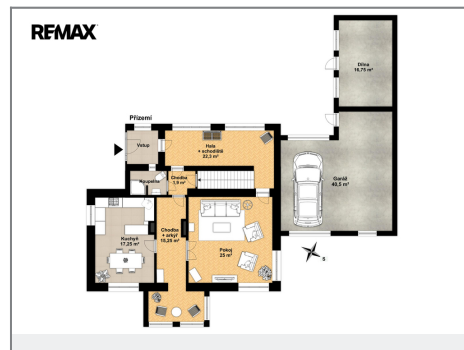 RE/MAX
Dílna
16,75 m²
Přízemí
Vstup
Hala
+ schodiště
22,3 m²
Chodba
1,9 m²
Koupelna
Garáž
40,5 m²
Kuchyň
17,25 m²
Chodba
+ arkýř
15,25 m²
Pokoj
25 m²
S